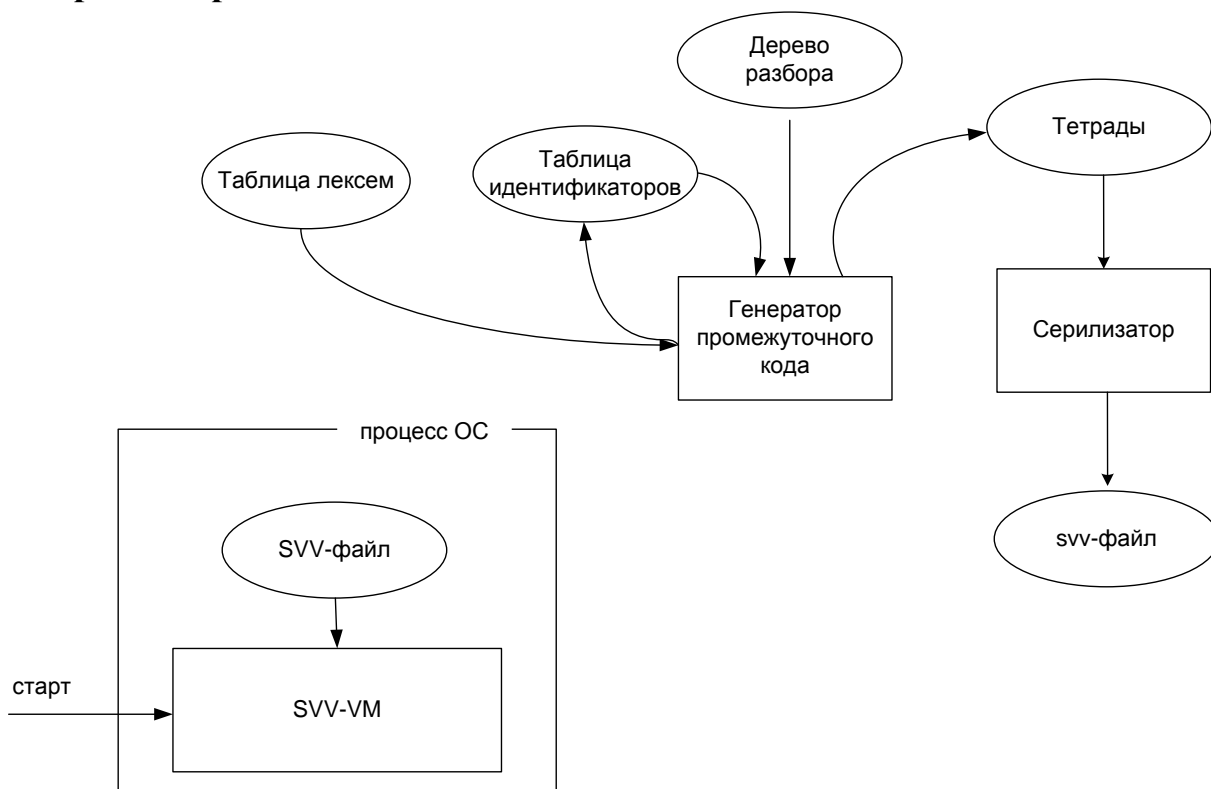 Дерево
разбора
Тетрады
Таблица
идентификаторов
Таблица лексем
Генератор
промежуточного
кода
Серилизатор
процесс ОС
SVV-файл
svv-файл
старт
SVV-VM